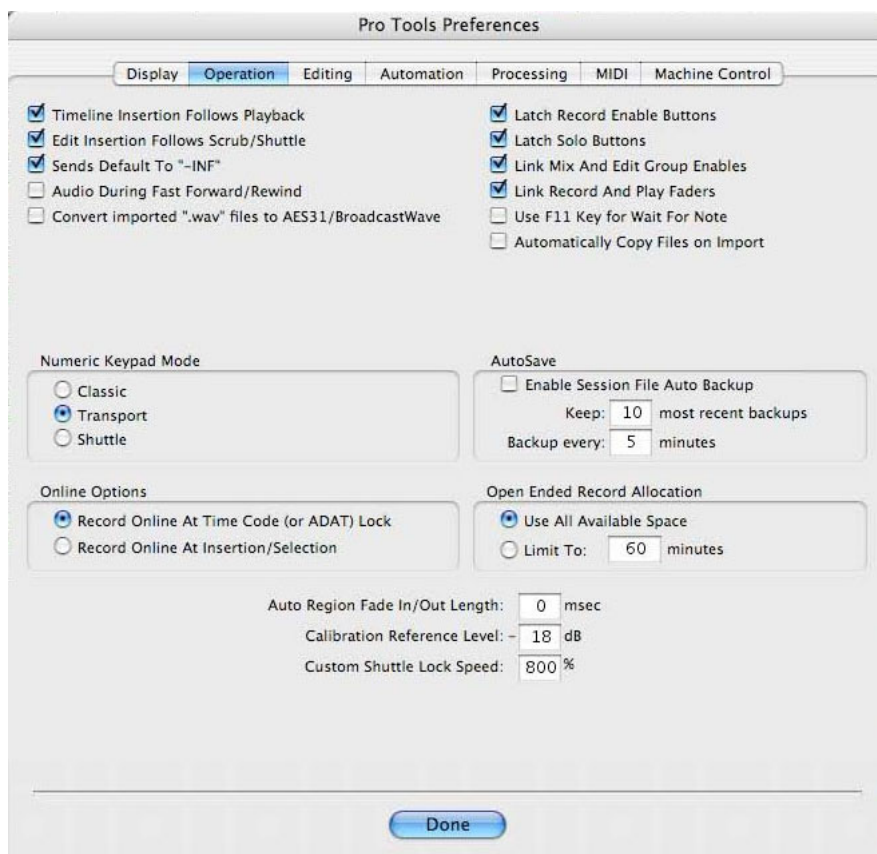 Pro Tools Preferences
Display Operation Editing Automation Processing MIDI Machine Control
Timeline Insertion Follows Playback
Edit Insertion Follows Scrub/Shuttle
Sends Default To "-INF"
Audio During Fast Forward/Rewind
Convert imported ".wav" files to AES31/BroadcastWave
Latch Record Enable Buttons
Latch Solo Buttons
Link Mix And Edit Group Enables
Link Record And Play Faders
Use F11 Key for Wait For Note
Automatically Copy Files on Import
Numeric Keypad Mode
Classic
Transport
Shuttle
AutoSave
Enable Session File Auto Backup
Keep: 10 most recent backups
Backup every: 5 minutes
Online Options
Record Online At Time Code (or ADAT) Lock
Record Online At Insertion/Selection
Open Ended Record Allocation
Use All Available Space
Limit To: 60 minutes
Auto Region Fade In/Out Length: 0 msec
Calibration Reference Level: - 18 dB
Custom Shuttle Lock Speed: 800 %
Done